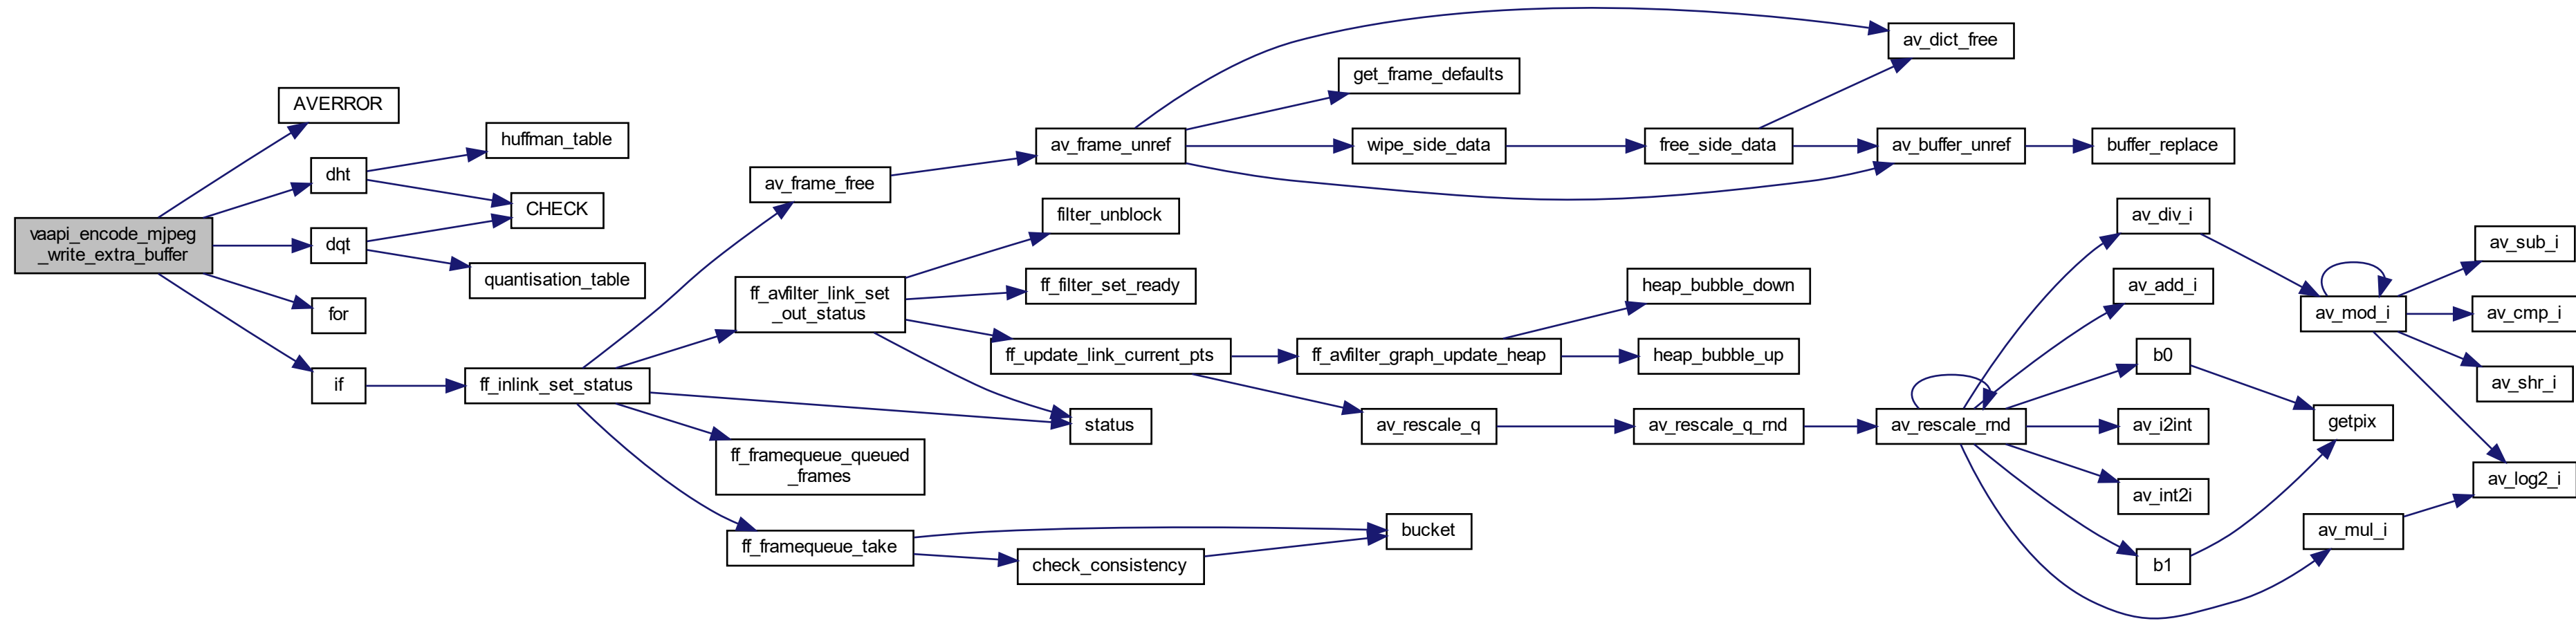 vaapi_encode_mjpeg
_write_extra_buffer
AVERROR
dht
dqt
for
if
huffman_table
CHECK
quantisation_table
ff_inlink_set_status
av_frame_free
ff_avfilter_link_set
_out_status
ff_framequeue_queued
_frames
ff_framequeue_take
av_frame_unref
filter_unblock
ff_filter_set_ready
ff_update_link_current_pts
status
check_consistency
get_frame_defaults
wipe_side_data
ff_avfilter_graph_update_heap
av_rescale_q
bucket
free_side_data
heap_bubble_down
heap_bubble_up
av_rescale_q_rnd
av_dict_free
av_buffer_unref
av_rescale_rnd
buffer_replace
av_div_i
av_add_i
b0
av_i2int
av_int2i
b1
av_mod_i
getpix
av_mul_i
av_sub_i
av_cmp_i
av_shr_i
av_log2_i